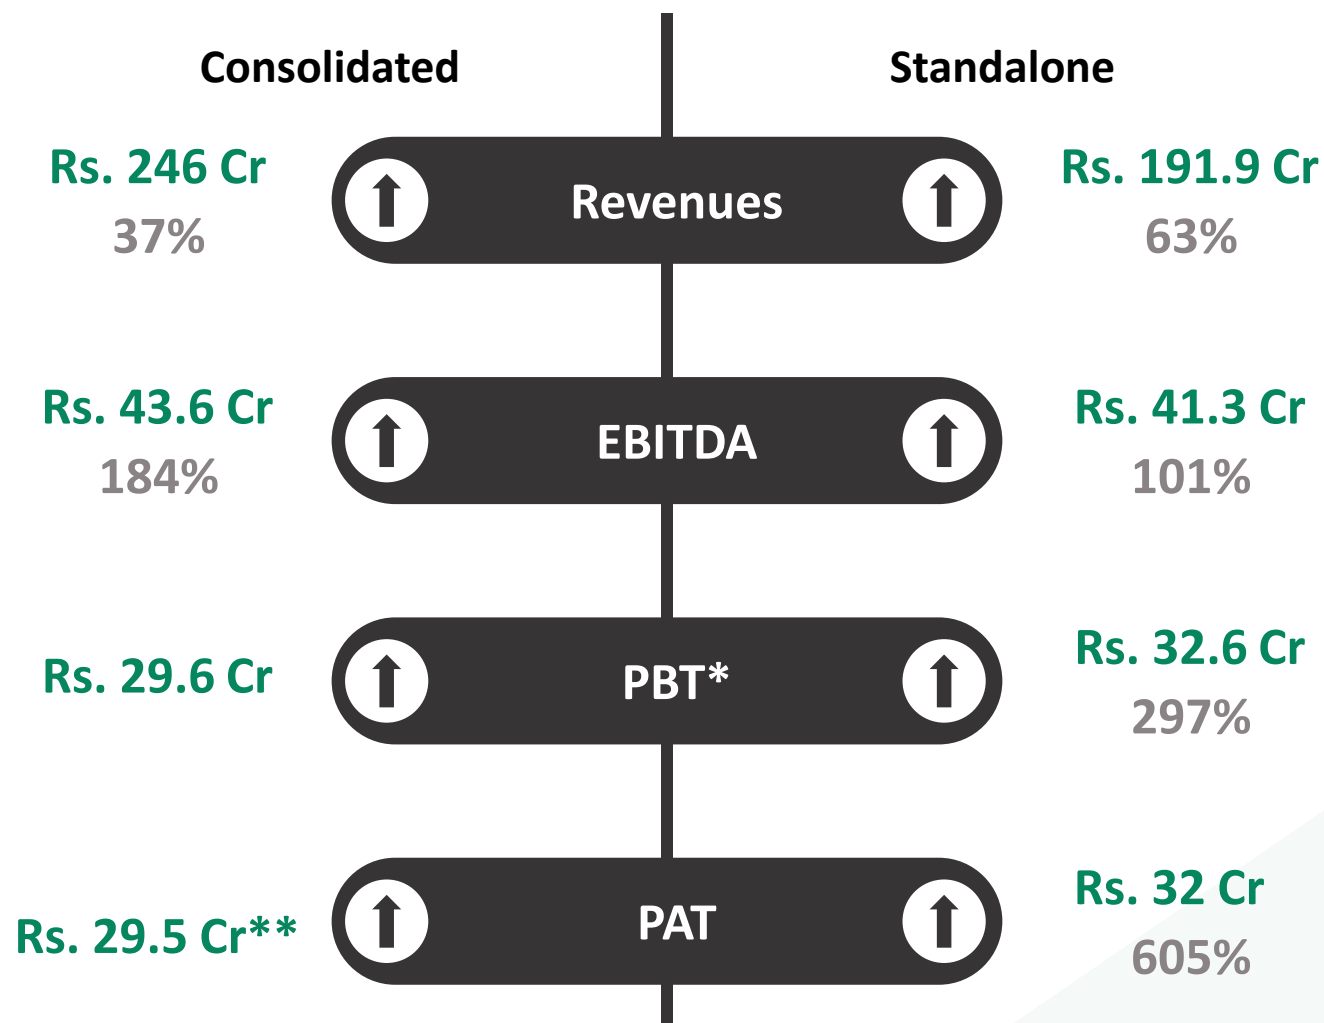 Consolidated
Standalone
Rs. 246 Cr
37%
Revenues
Rs. 191.9 Cr
63%
Rs. 43.6 Cr
184%
EBITDA
Rs. 41.3 Cr
101%
Rs. 29.6 Cr
PBT*
Rs. 32.6 Cr
297%
Rs. 29.5 Cr**
PAT
Rs. 32 Cr
605%